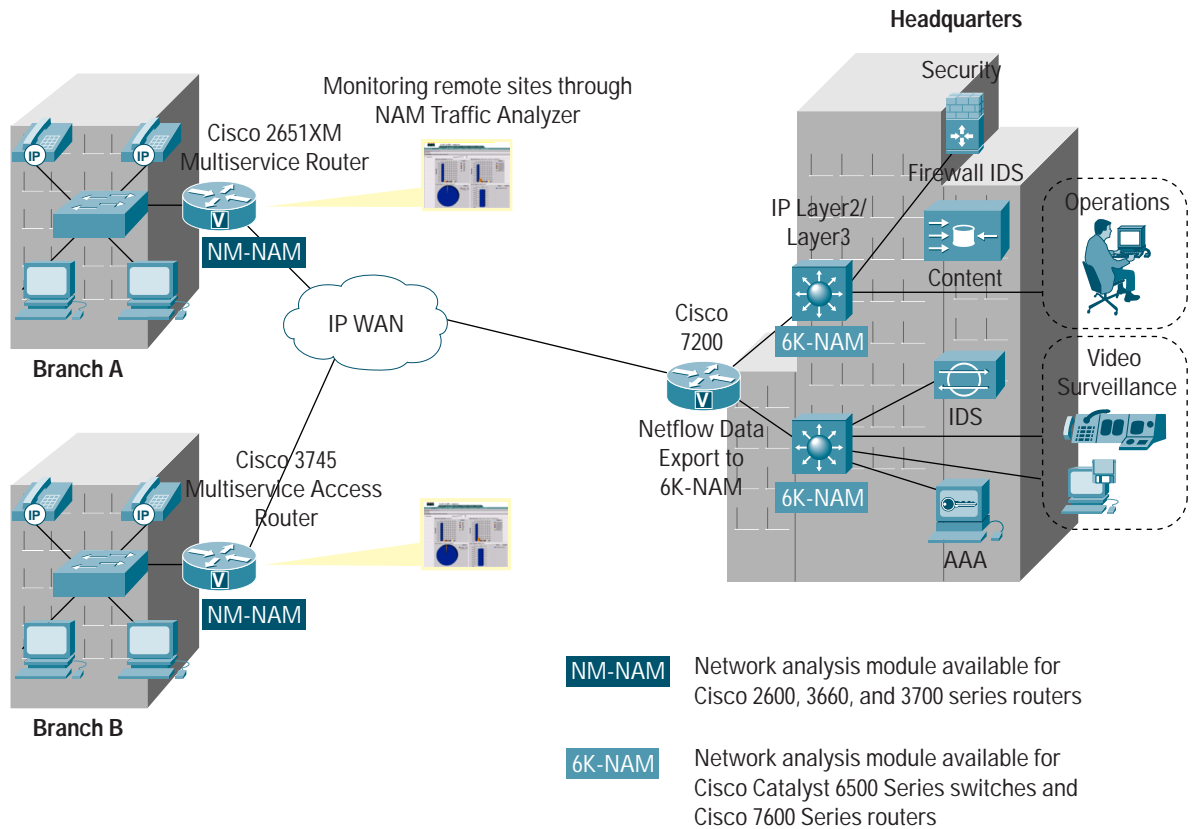 Headquarters
Security
Monitoring remote sites through
NAM Traffic Analyzer
Cisco 2651XM
Multiservice Router
IP
IP
V
NM-NAM
Branch A
IP WAN
Firewall IDS
IP Layer2/
Layer3
Content
Operations
Cisco
7200
V
6K-NAM
Netflow Data
Export to
6K-NAM
6K-NAM
IDS
Video
Surveillance
AAA
Cisco 3745
Multiservice Access
Router
IP
IP
V
NM-NAM
Branch B
NM-NAM
Network analysis module available for
Cisco 2600, 3660, and 3700 series routers
6K-NAM
Network analysis module available for
Cisco Catalyst 6500 Series switches and
Cisco 7600 Series routers